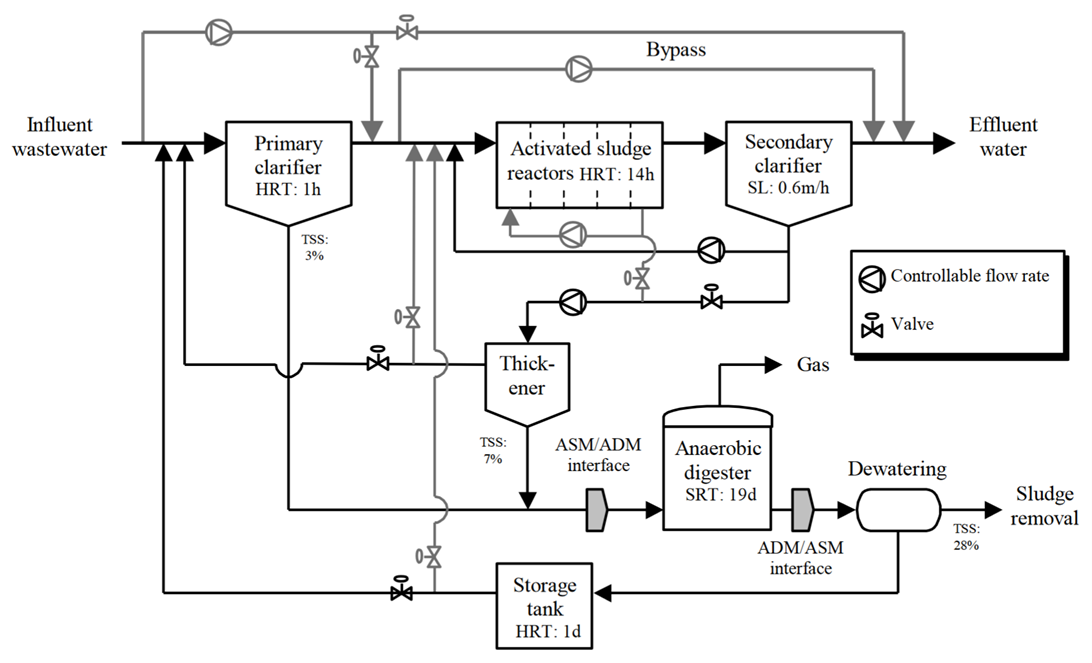 Bypass
Influent
wastewater
Primary
clarifier
HRT: 1h
TSS:
3%
Activated sludge
reactors HRT: 14h
Secondary
clarifier
SL: 0.6m/h
Effluent
water
Controllable flow rate
Valve
Thick-
ener
TSS:
7%
ASM/ADM
interface
Gas
Anaerobic
digester
SRT: 19d
ADM/ASM
interface
Dewatering
Sludge
removal
TSS:
28%
Storage
tank
HRT: 1d